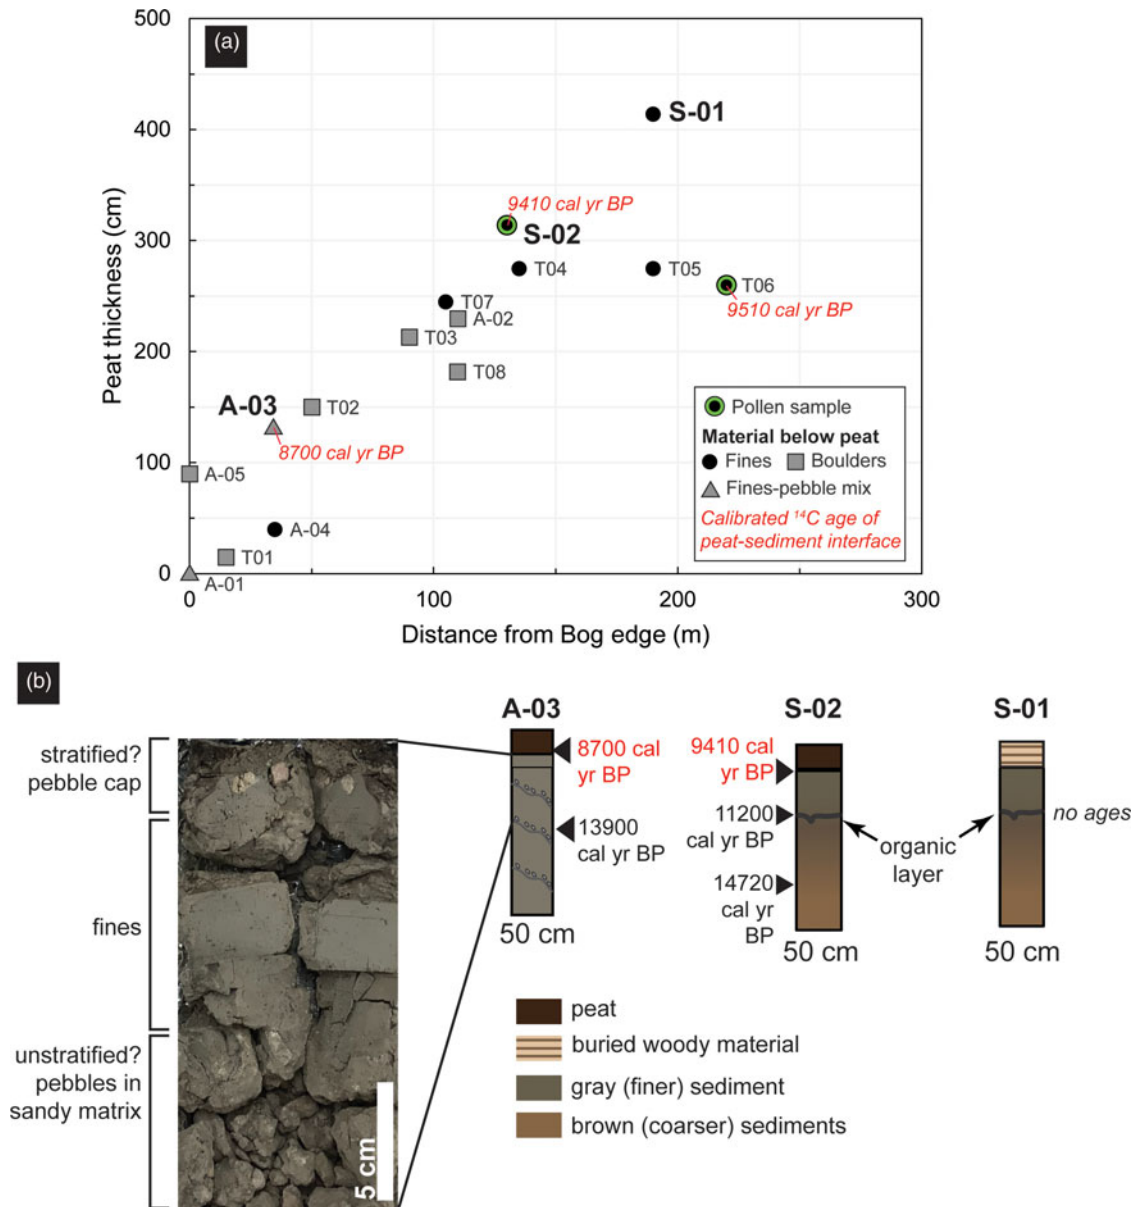 (a)
500
400
300
200
100
0
Peat thickness (cm)
S-01
9410 cal yr BP
S-02
T04
T05
T06
9510 cal yr BP
T07
A-02
T03
T08
A-03
T02
8700 cal yr BP
A-05
A-04
T01
A-01
Pollen sample
Material below peat
Fines
Boulders
Fines-pebble mix
Calibrated ¹⁴C age of
peat-sediment interface
0
100
200
300
Distance from Bog edge (m)
(b)
stratified?
pebble cap
fines
unstratified?
pebbles in
sandy matrix
5 cm
A-03
8700 cal
yr BP
13900
cal yr BP
50 cm
S-02
9410 cal
yr BP
11200
cal yr BP
14720
cal yr
BP
50 cm
organic
layer
S-01
no ages
50 cm
peat
buried woody material
gray (finer) sediment
brown (coarser) sediments